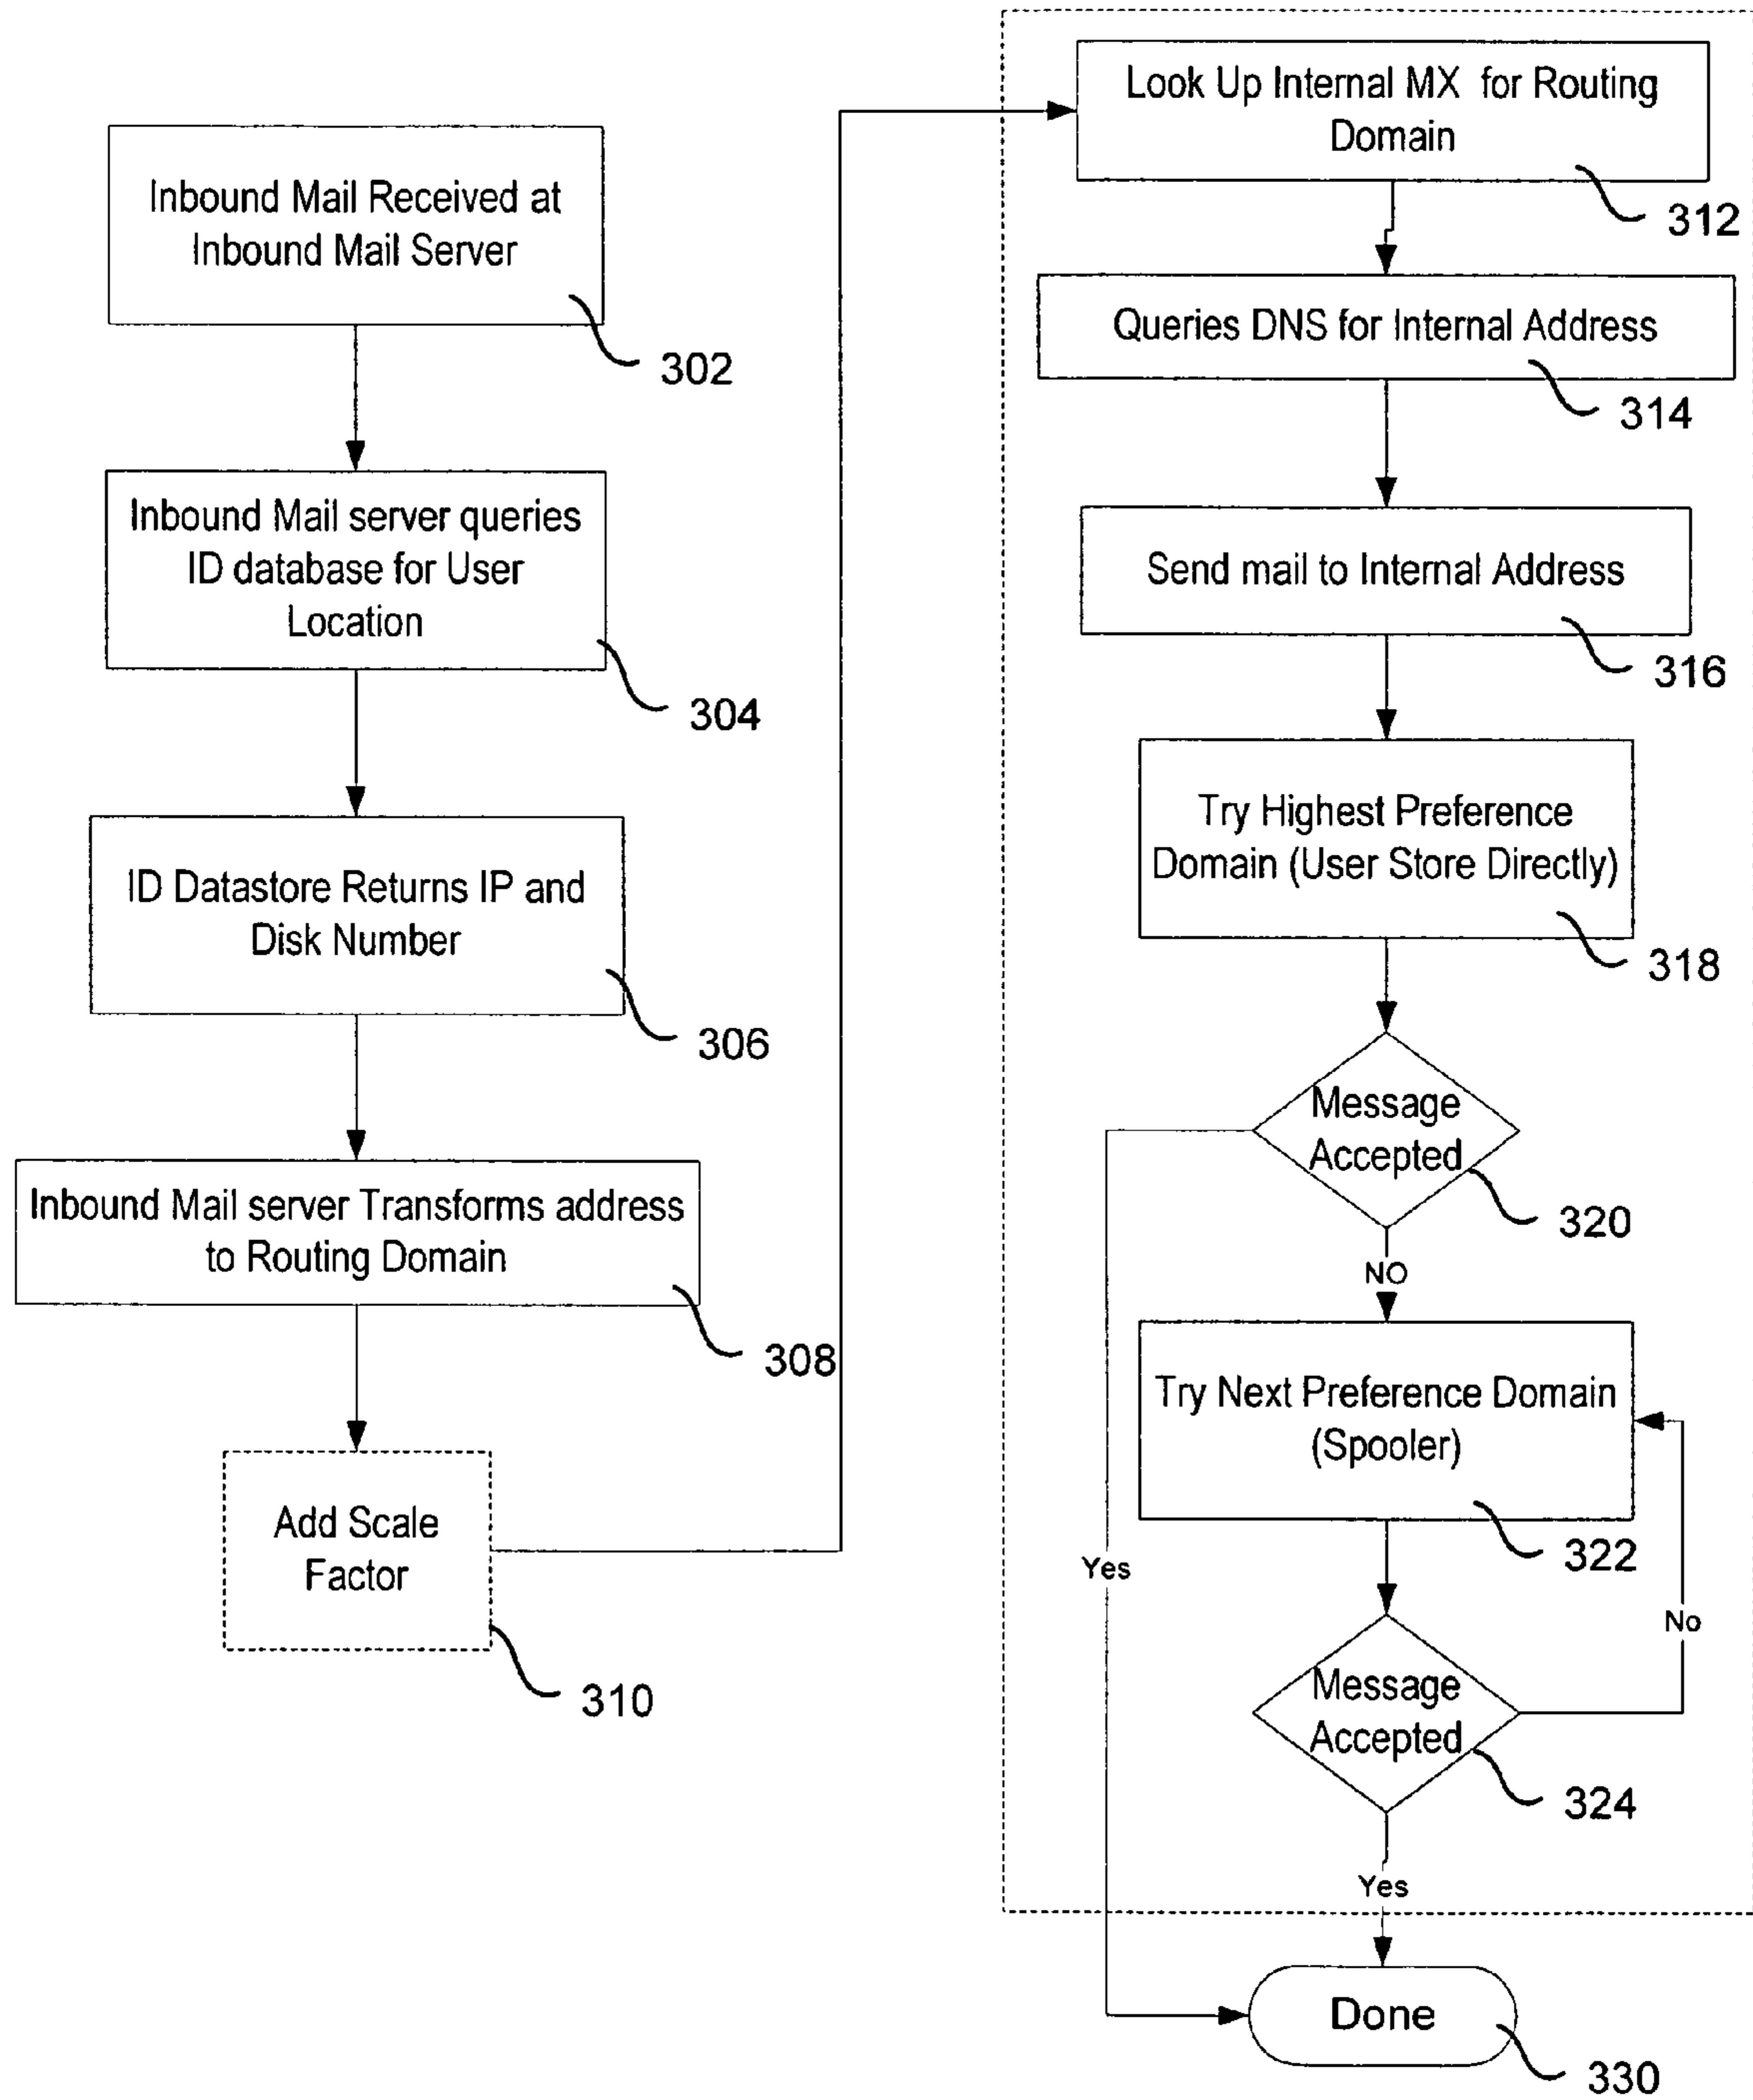 Inbound Mail Received at
Inbound Mail Server
302
Inbound Mail server queries
ID database for User
Location
304
ID Datastore Returns IP and
Disk Number
306
Inbound Mail server Transforms address
to Routing Domain
308
Add Scale
Factor
310
Look Up Internal MX for Routing
Domain
312
Queries DNS for Internal Address
314
Send mail to Internal Address
316
Try Highest Preference
Domain (User Store Directly)
318
Message
Accepted
320
NO
Try Next Preference Domain
(Spooler)
322
Yes
No
Message
Accepted
324
Yes
Done
330